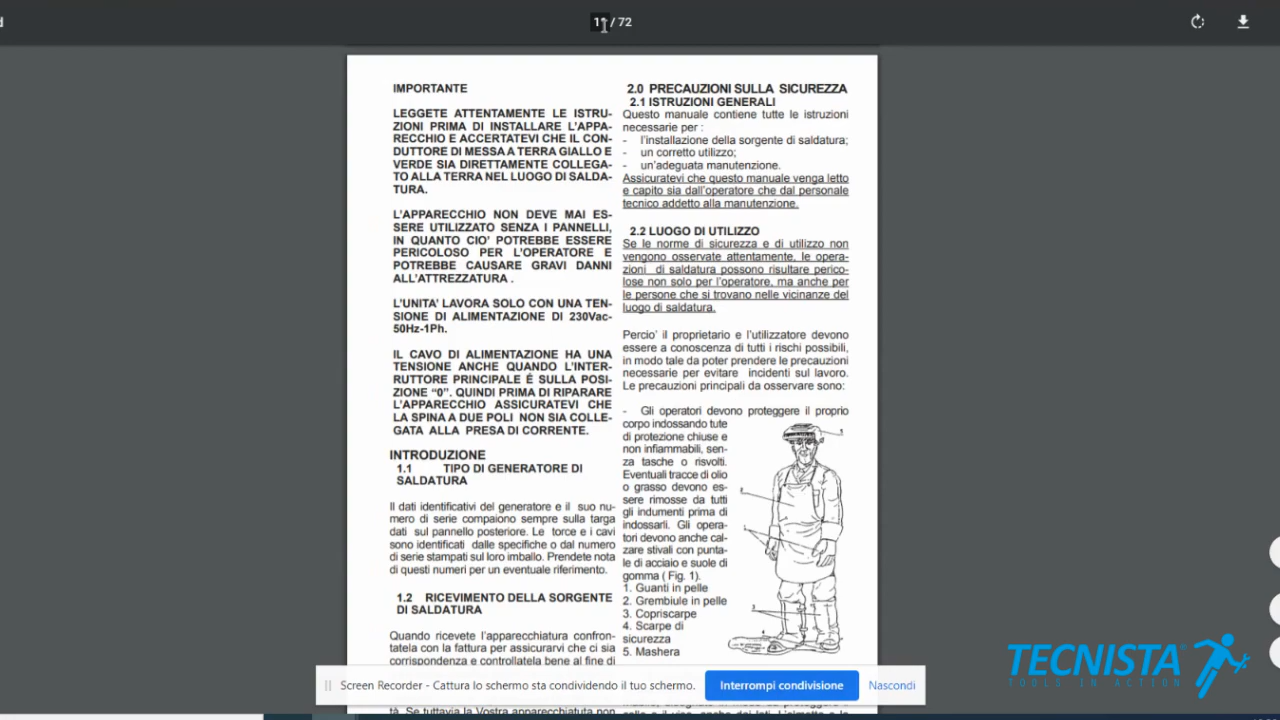 / 72
IMPORTANTE
LEGGETE ATTENTAMENTE LE ISTRU-
ZIONI PRIMA DI INSTALLARE L'APPA-
RECCHIO E ACCERTATEVI CHE IL CON-
DUTTORE DI MESSA A TERRA GIALLO E
VERDE SIA DIRETTAMENTE COLLEGA-
TO ALLA TERRA NEL LUOGO DI SALDA-
TURA.
L'APPARECCHIO NON DEVE MAI ES-
SERE UTILIZZATO SENZA I PANNELLI,
IN QUANTO CIO' POTREBBE ESSERE
PERICOLOSO PER L'OPERATORE E
POTREBBE CAUSARE GRAVI DANNI
ALL'ATTREZZATURA .
L'UNITA' LAVORA SOLO CON UNA TEN-
SIONE DI ALIMENTAZIONE DI 230Vac-
50Hz-1Ph.
IL CAVO DI ALIMENTAZIONE HA UNA
TENSIONE ANCHE QUANDO L'INTER-
RUTTORE PRINCIPALE É SULLA POSI-
ZIONE “0”. QUINDI PRIMA DI RIPARARE
L'APPARECCHIO ASSICURATEVI CHE
LA SPINA A DUE POLI NON SIA COLLE-
GATA ALLA PRESA DI CORRENTE.
INTRODUZIONE
1.1 TIPO DI GENERATORE DI
SALDATURA
Il dati identificativi del generatore e il suo nu-
mero di serie compaiono sempre sulla targa
dati sul pannello posteriore. Le torce e i cavi
sono identificati dalle specifiche o dal numero
di serie stampati sul loro imballo. Prendete nota
di questi numeri per un eventuale riferimento.
1.2 RICEVIMENTO DELLA SORGENTE
DI SALDATURA
Quando ricevete l'apparecchiatura confron-
tatela con la fattura per assicurarvi che ci sia
corrispondenza e controllatela bene al fine di
tà. Se tuttavia la Vostra apparecchiatuta non
2.0 PRECAUZIONI SULLA SICUREZZA
2.1 ISTRUZIONI GENERALI
Questo manuale contiene tutte le istruzioni
necessarie per :
- l'installazione della sorgente di saldatura;
- un corretto utilizzo;
- un'adeguata manutenzione.
Assicuratevi che questo manuale venga letto
e capito sia dall'operatore che dal personale
tecnico addetto alla manutenzione.
2.2 LUOGO DI UTILIZZO
Se le norme di sicurezza e di utilizzo non
vengono osservate attentamente, le opera-
zioni di saldatura possono risultare perico-
lose non solo per l'operatore, ma anche per
le persone che si trovano nelle vicinanze del
luogo di saldatura.
Percio' il proprietario e l'utilizzatore devono
essere a conoscenza di tutti i rischi possibili,
in modo tale da poter prendere le precauzioni
necessarie per evitare incidenti sul lavoro.
Le precauzioni principali da osservare sono:
- Gli operatori devono proteggere il proprio
corpo indossando tute
di protezione chiuse e
non infiammabili, sen-
za tasche o risvolti.
Eventuali tracce di olio
o grasso devono es-
sere rimosse da tutti
gli indumenti prima di
indossarli. Gli opera-
tori devono anche cal-
zare stivali con punta-
le di acciaio e suole di
gomma ( Fig. 1).
1. Guanti in pelle
2. Grembiule in pelle
3. Copriscarpe
4. Scarpe di
sicurezza
5. Mashera
Screen Recorder - Cattura lo schermo sta condividendo il tuo schermo.
Interrompi condivisione
Nascondi
TECNISTA
TOOLS IN ACTION